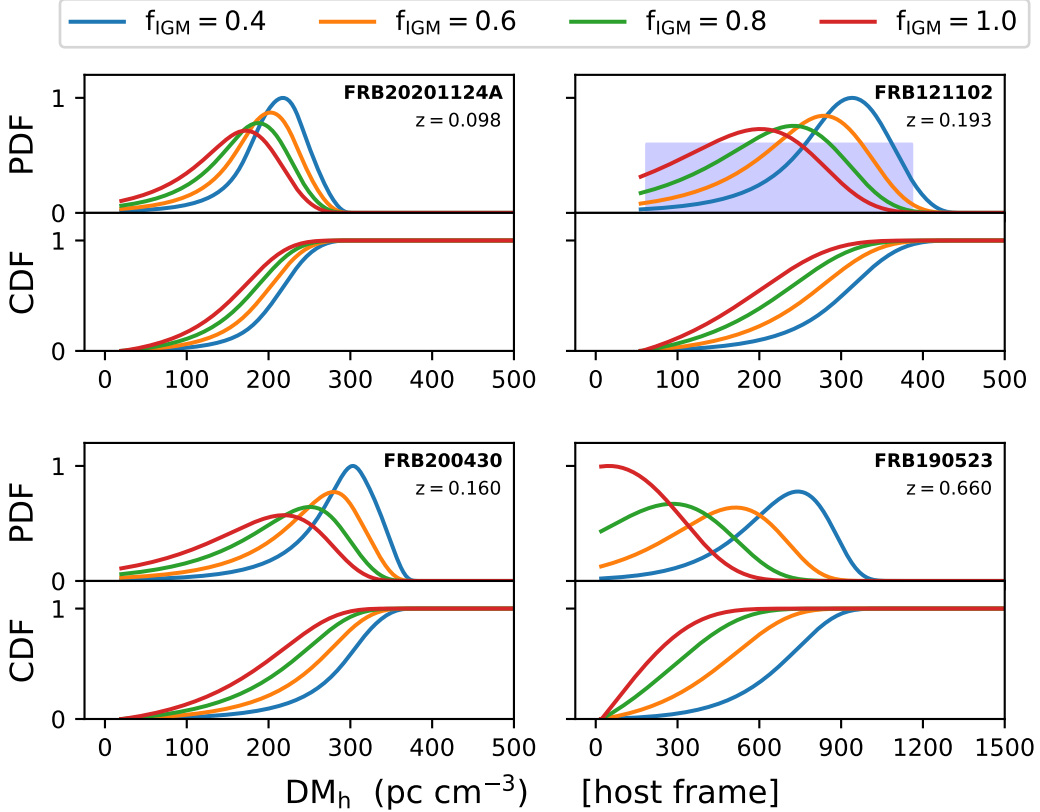 f_IGM = 0.4 f_IGM = 0.6 f_IGM = 0.8 f_IGM = 1.0
FRB20201124A
z = 0.098
PDF
1
0
CDF
1
0
0 100 200 300 400 500
FRB121102
z = 0.193
0 100 200 300 400 500
FRB200430
z = 0.160
PDF
1
0
CDF
1
0
0 100 200 300 400 500
FRB190523
z = 0.660
0 300 600 900 1200 1500
DM_h (pc cm⁻³) [host frame]